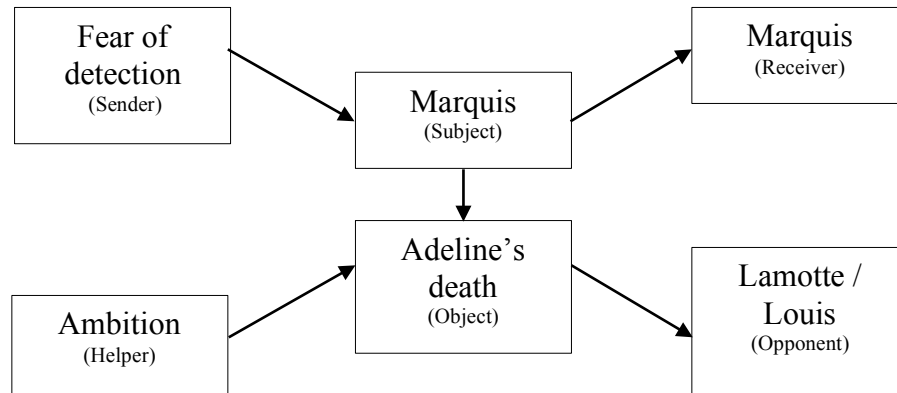 Fear of
detection
(Sender)
Marquis
(Subject)
Marquis
(Receiver)
Ambition
(Helper)
Adeline’s
death
(Object)
Lamotte /
Louis
(Opponent)